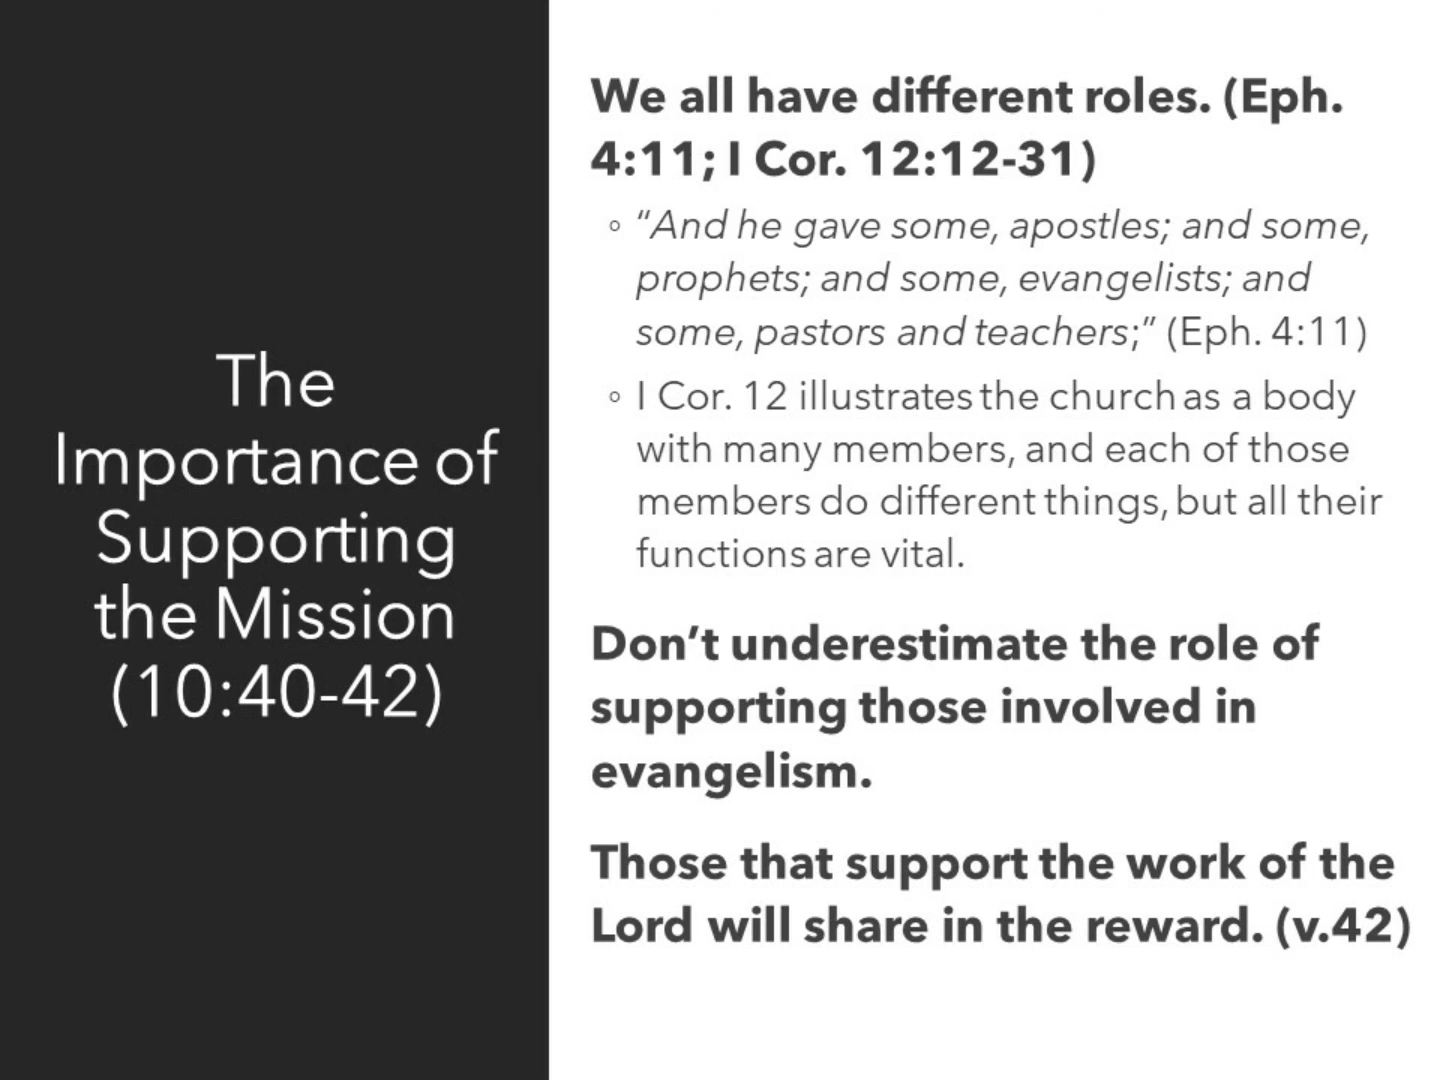 The
Importance of
Supporting
the Mission
(10:40-42)
We all have different roles. (Eph.
4:11; I Cor. 12:12-31)
◦ “And he gave some, apostles; and some,
prophets; and some, evangelists; and
some, pastors and teachers;” (Eph. 4:11)
◦ I Cor. 12 illustrates the church as a body
with many members, and each of those
members do different things, but all their
functions are vital.
Don’t underestimate the role of
supporting those involved in
evangelism.
Those that support the work of the
Lord will share in the reward. (v.42)